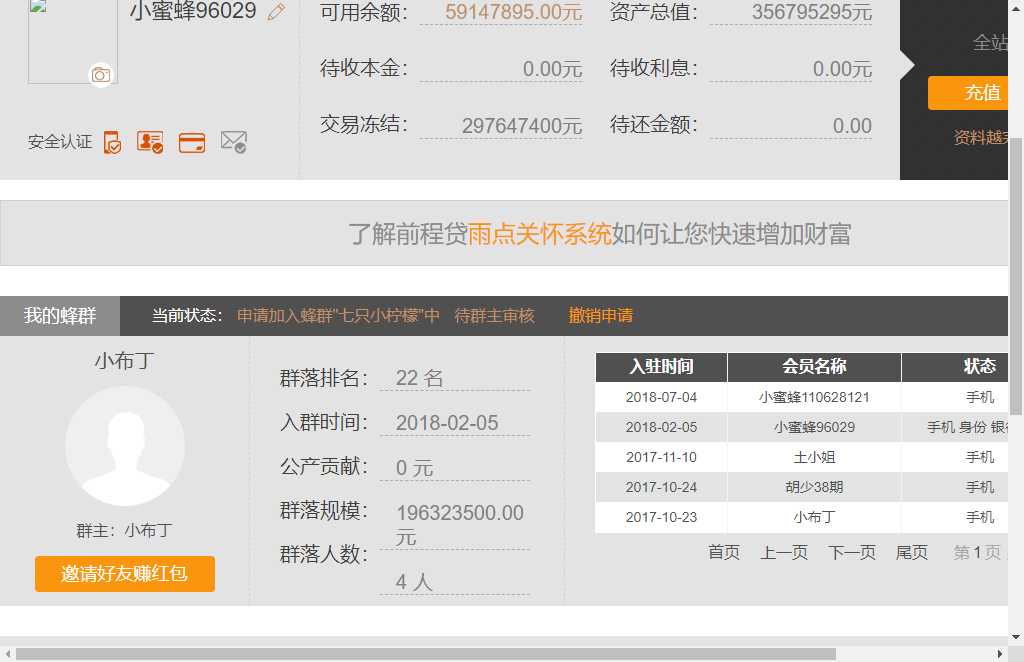 小蜜蜂96029
可用余额： 59147895.00元 资产总值： 356795295元
全站
待收本金： 0.00元 待收利息： 0.00元
充值
交易冻结： 297647400元 待还金额： 0.00
安全认证
了解前程贷雨点关怀系统如何让您快速增加财富
我的蜂群 当前状态： 申请加入蜂群"七只小柠檬"中 待群主审核 撤销申请
小布丁
群主：小布丁
邀请好友赚红包
群落排名： 22 名
入群时间： 2018-02-05
公产贡献： 0 元
群落规模： 196323500.00
元
群落人数：
4 人
入驻时间 会员名称 状态
2018-07-04 小蜜蜂110628121 手机
2018-02-05 小蜜蜂96029 手机 身份 银
2017-11-10 土小姐 手机
2017-10-24 胡少38期 手机
2017-10-23 小布丁 手机
首页 上一页 下一页 尾页 第1页